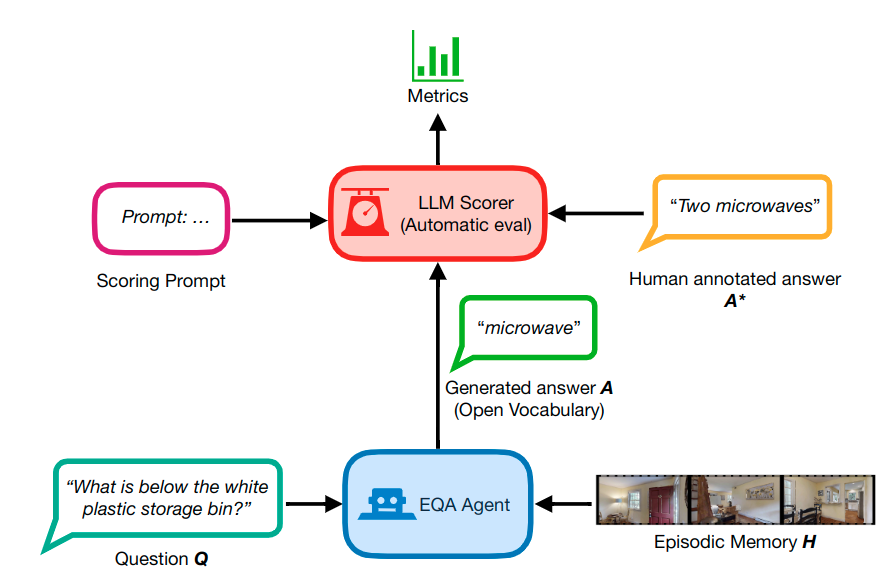 Metrics
Prompt: ...
Scoring Prompt
LLM Scorer
(Automatic eval)
“Two microwaves”
Human annotated answer
A*
“microwave”
Generated answer A
(Open Vocabulary)
“What is below the white
plastic storage bin?”
Question Q
EQA Agent
Episodic Memory H